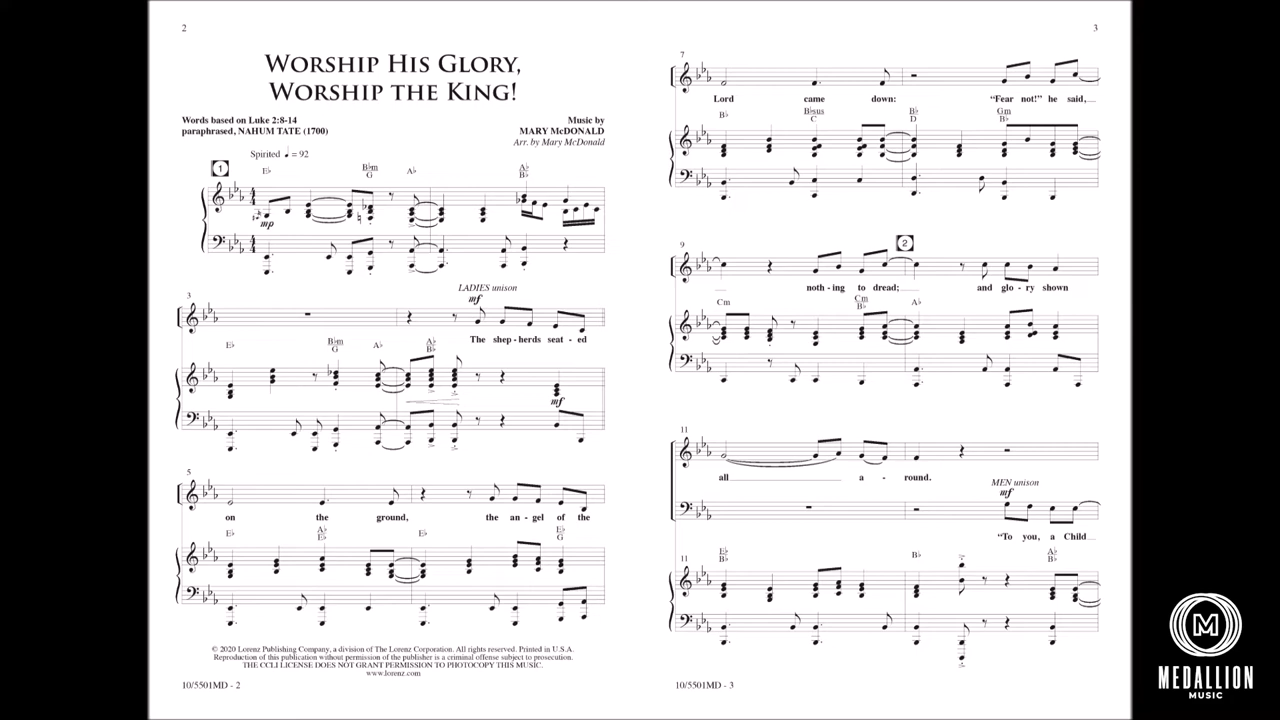 2
WORSHIP HIS GLORY,
WORSHIP THE KING!
Words based on Luke 2:8-14
paraphrased, NAHUM TATE (1700)
Music by
MARY McDONALD
Arr. by Mary McDonald
Spirited ♩ = 92
1
E♭ B♭m/G A♭ A♭/B♭
mp
LADIES unison
3
mf
The shep - herds seat - ed
E♭ B♭m/G A♭ A♭/B♭
mf
5
on the ground, the an - gel of the
E♭ A♭/E♭ E♭ E♭/G
© 2020 Lorenz Publishing Company, a division of The Lorenz Corporation. All rights reserved. Printed in U.S.A.
Reproduction of this publication without permission of the publisher is a criminal offense subject to prosecution.
THE CCLI LICENSE DOES NOT GRANT PERMISSION TO PHOTOCOPY THIS MUSIC.
www.lorenz.com
10/5501MD - 2
3
7
Lord came down: “Fear not!” he said,
B♭ B♭sus/C B♭/D Gm/B♭
9
2
noth - ing to dread; and glo - ry shown
Cm Cm/B♭ A♭
11
all a - round.
MEN unison
mf
“To you, a Child
11
E♭/B♭ B♭ A♭/B♭
10/5501MD - 3
M
MEDALLION
MUSIC